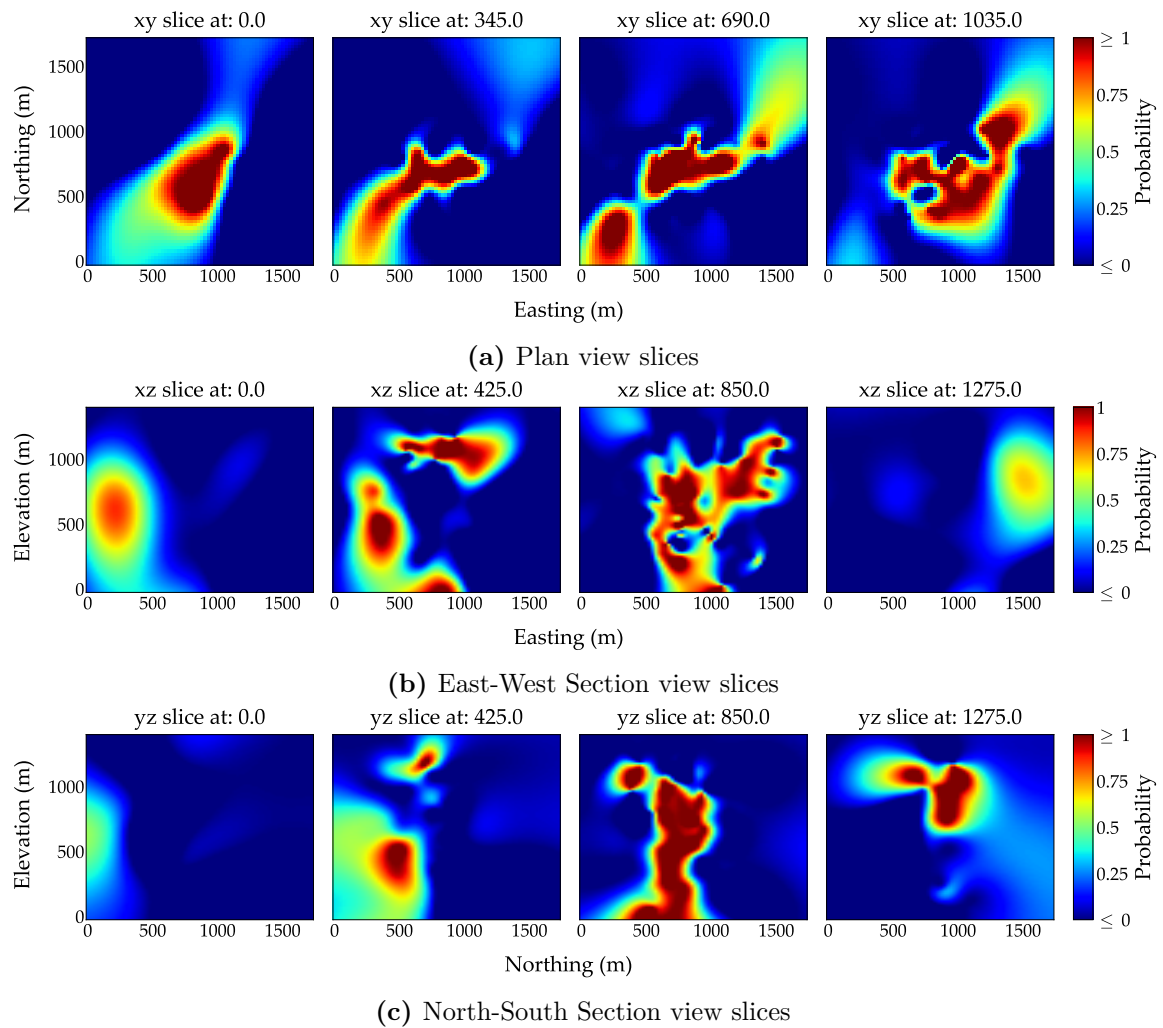 xy slice at: 0.0 xy slice at: 345.0 xy slice at: 690.0 xy slice at: 1035.0
Northing (m)
1500
1000
500
0
0 500 1000 1500 0 500 1000 1500 0 500 1000 1500 0 500 1000 1500
Easting (m)
≥ 1
0.75
0.5
0.25
≤ 0
Probability
(a) Plan view slices
xz slice at: 0.0 xz slice at: 425.0 xz slice at: 850.0 xz slice at: 1275.0
Elevation (m)
1000
500
0
0 500 1000 1500 0 500 1000 1500 0 500 1000 1500 0 500 1000 1500
Easting (m)
1
0.75
0.5
0.25
≤ 0
Probability
(b) East-West Section view slices
yz slice at: 0.0 yz slice at: 425.0 yz slice at: 850.0 yz slice at: 1275.0
Elevation (m)
1000
500
0
0 500 1000 1500 0 500 1000 1500 0 500 1000 1500 0 500 1000 1500
Northing (m)
≥ 1
0.75
0.5
0.25
≤ 0
Probability
(c) North-South Section view slices